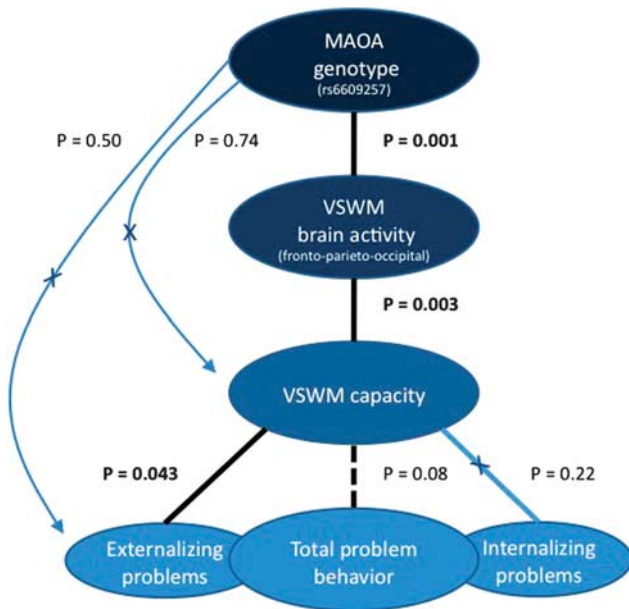 MAOA
genotype
(rs6609257)
P = 0.50
P = 0.74
P = 0.001
VSWM
brain activity
(fronto-parieto-occipital)
P = 0.003
VSWM capacity
P = 0.043
P = 0.08
P = 0.22
Externalizing
problems
Total problem
behavior
Internalizing
problems